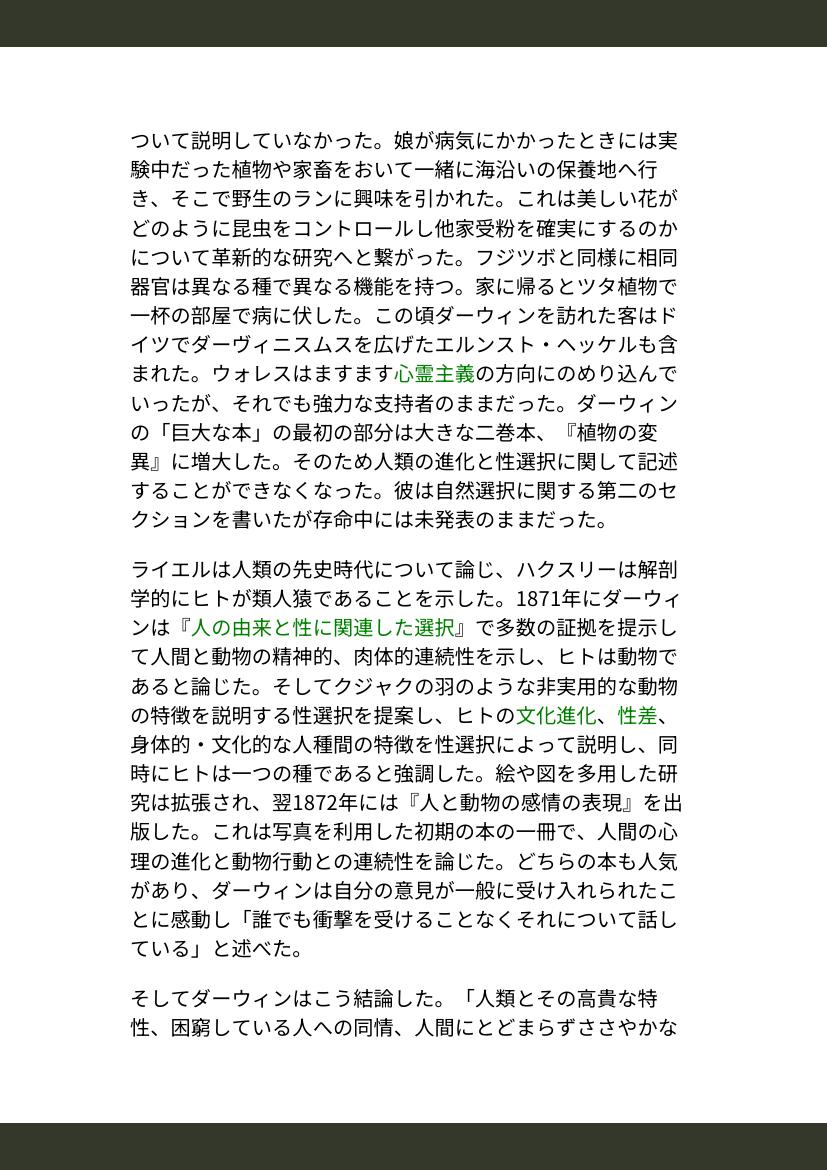 ついて説明していなかった。娘が病気にかかったときには実
験中だった植物や家畜をおいて一緒に海沿いの保養地へ行
き、そこで野生のランに興味を引かれた。これは美しい花が
どのように昆虫をコントロールし他家受粉を確実にするのか
について革新的な研究へと繋がった。フジツボと同様に相同
器官は異なる種で異なる機能を持つ。家に帰るとツタ植物で
一杯の部屋で病に伏した。この頃ダーウィンを訪れた客はド
イツでダーヴィニスムスを広げたエルンスト・ヘッケルも含
まれた。ウォレスはますます心霊主義の方向にのめり込んで
いったが、それでも強力な支持者のままだった。ダーウィン
の「巨大な本」の最初の部分は大きな二巻本、『植物の変
異』に増大した。そのため人類の進化と性選択に関して記述
することができなくなった。彼は自然選択に関する第二のセ
クションを書いたが存命中には未発表のままだった。
ライエルは人類の先史時代について論じ、ハクスリーは解剖
学的にヒトが類人猿であることを示した。1871年にダーウィ
ンは『人の由来と性に関連した選択』で多数の証拠を提示し
て人間と動物の精神的、肉体的連続性を示し、ヒトは動物で
あると論じた。そしてクジャクの羽のような非実用的な動物
の特徴を説明する性選択を提案し、ヒトの文化進化、性差、
身体的・文化的な人種間の特徴を性選択によって説明し、同
時にヒトは一つの種であると強調した。絵や図を多用した研
究は拡張され、翌1872年には『人と動物の感情の表現』を出
版した。これは写真を利用した初期の本の一冊で、人間の心
理の進化と動物行動との連続性を論じた。どちらの本も人気
があり、ダーウィンは自分の意見が一般に受け入れられたこ
とに感動し「誰でも衝撃を受けることなくそれについて話し
ている」と述べた。
そしてダーウィンはこう結論した。「人類とその高貴な特
性、困窮している人への同情、人間にとどまらずささやかな